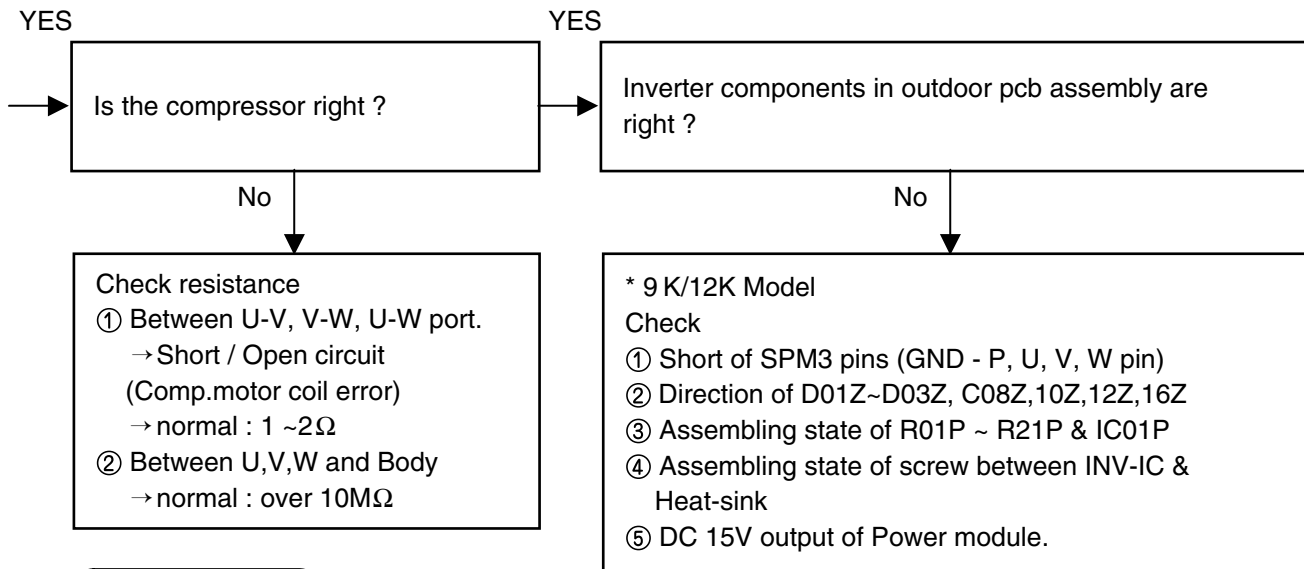 YES
YES
Is the compressor right ?
Inverter components in outdoor pcb assembly are
right ?
No
No
Check resistance
① Between U-V, V-W, U-W port.
→Short / Open circuit
(Comp.motor coil error)
→normal : 1 ~2Ω
② Between U,V,W and Body
→normal : over 10MΩ
* 9 K/12K Model
Check
① Short of SPM3 pins (GND - P, U, V, W pin)
② Direction of D01Z~D03Z, C08Z,10Z,12Z,16Z
③ Assembling state of R01P ~ R21P & IC01P
④ Assembling state of screw between INV-IC &
Heat-sink
⑤ DC 15V output of Power module.